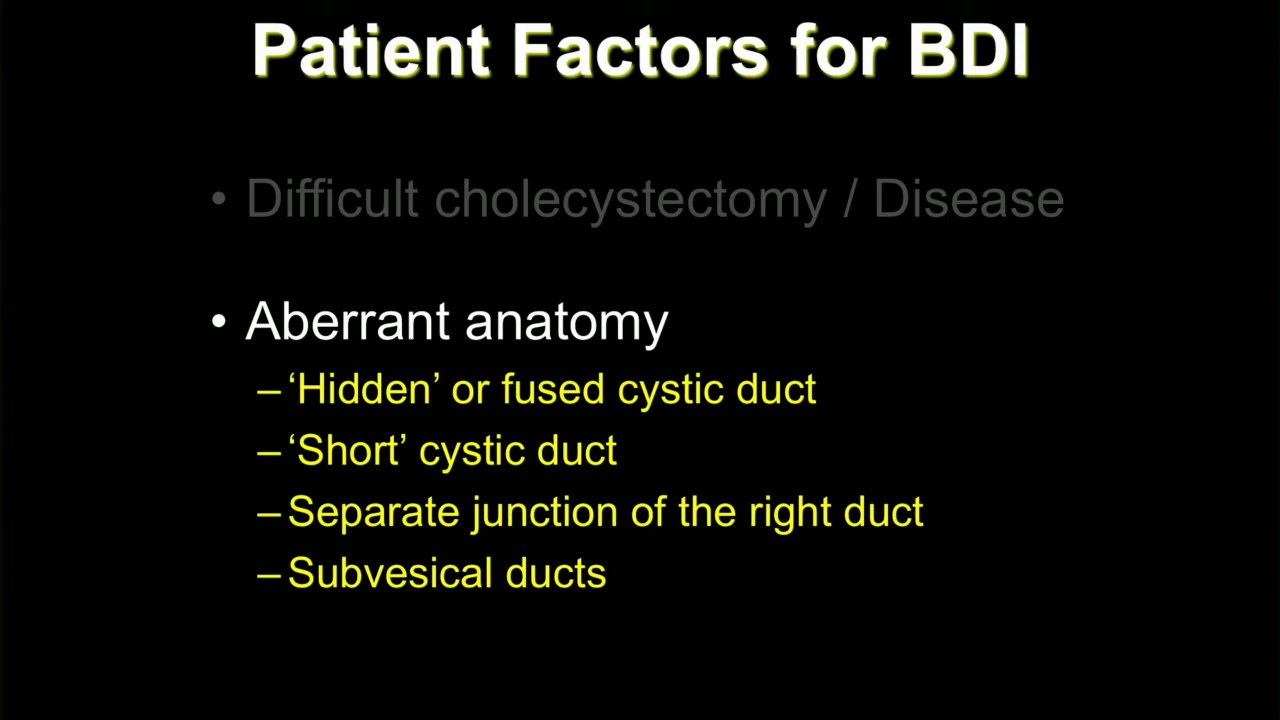 Patient Factors for BDI
• Difficult cholecystectomy / Disease
• Aberrant anatomy
– ‘Hidden’ or fused cystic duct
– ‘Short’ cystic duct
– Separate junction of the right duct
– Subvesical ducts